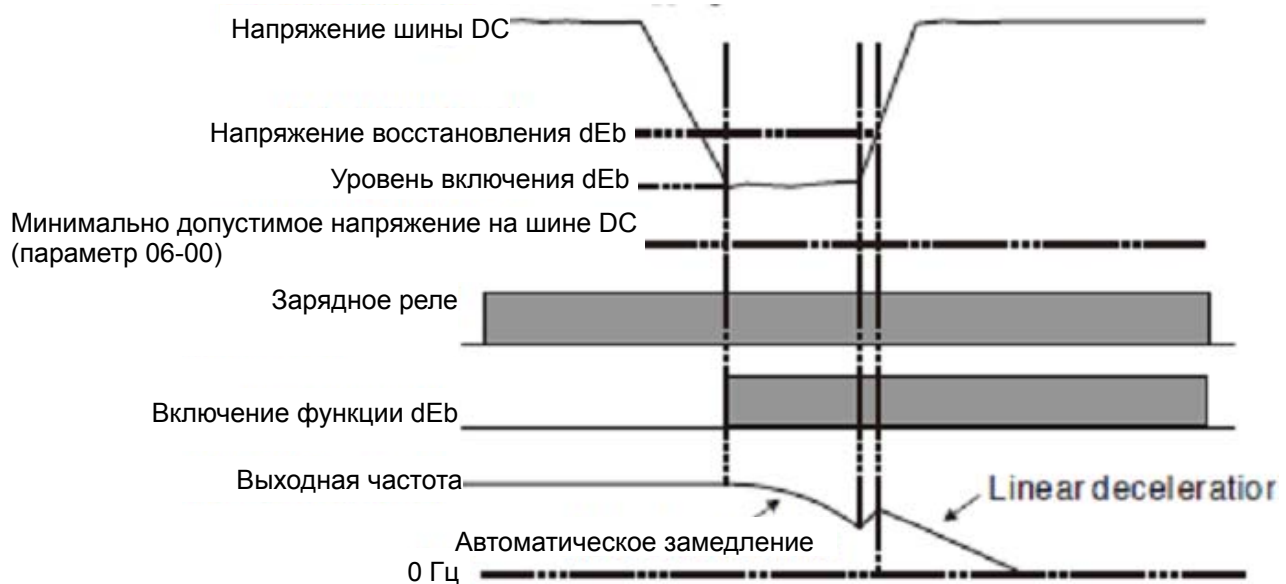 Напряжение шины DC
Напряжение восстановления dEb
Уровень включения dEb
Минимально допустимое напряжение на шине DC
(параметр 06-00)
Зарядное реле
Включение функции dEb
Выходная частота
Linear deceleratior
Автоматическое замедление
0 Гц